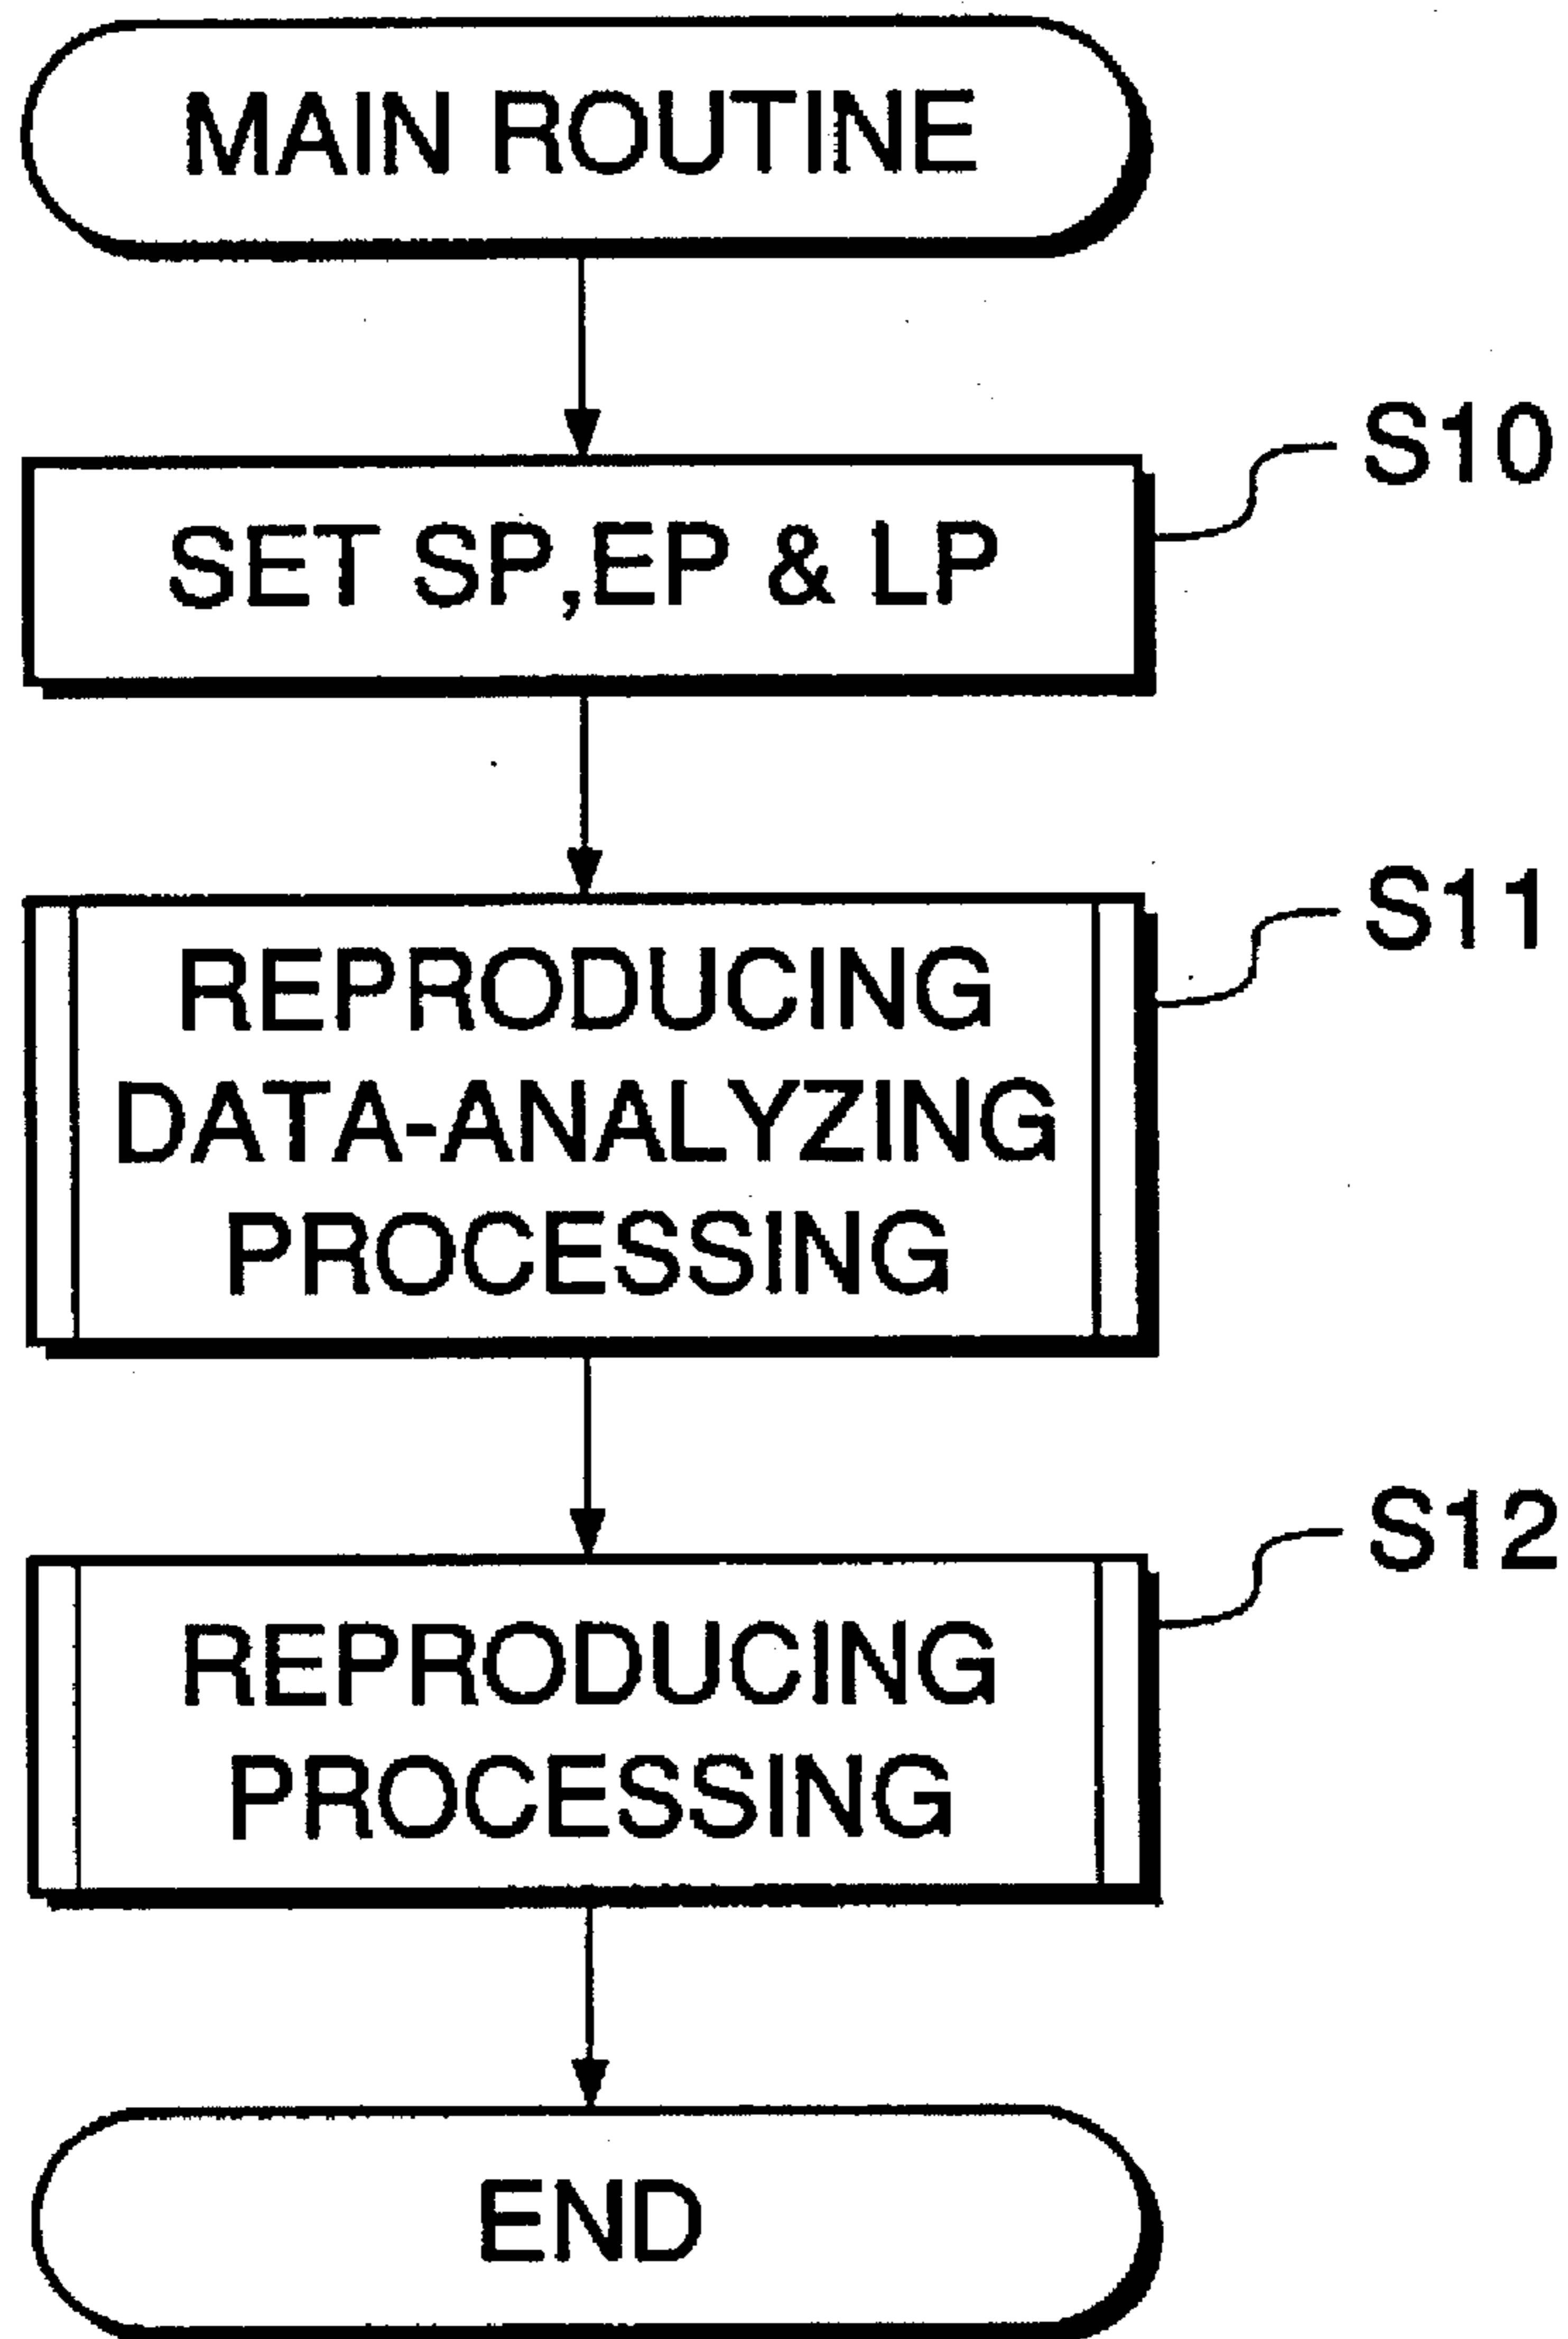 MAIN ROUTINE
SET SP,EP & LP
S10
REPRODUCING
DATA-ANALYZING
PROCESSING
S11
REPRODUCING
PROCESSING
S12
END